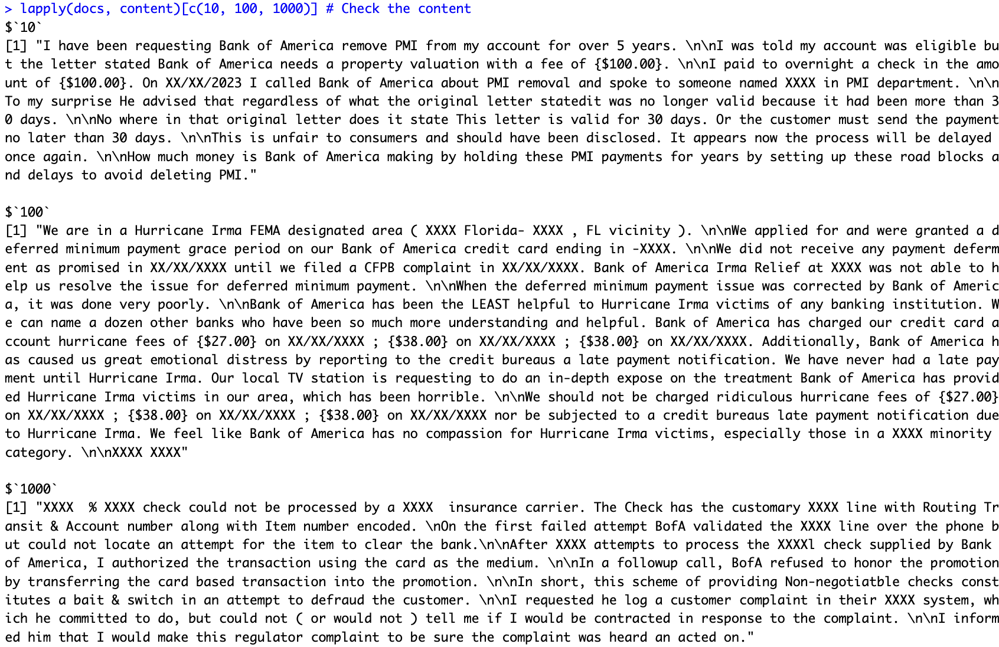 > lapply(docs, content)[c(10, 100, 1000)] # Check the content
$`10`
[1] "I have been requesting Bank of America remove PMI from my account for over 5 years. \n\nI was told my account was eligible bu
t the letter stated Bank of America needs a property valuation with a fee of {$100.00}. \n\nI paid to overnight a check in the amo
unt of {$100.00}. On XX/XX/2023 I called Bank of America about PMI removal and spoke to someone named XXXX in PMI department. \n\n
To my surprise He advised that regardless of what the original letter statedit was no longer valid because it had been more than 3
0 days. \n\nNo where in that original letter does it state This letter is valid for 30 days. Or the customer must send the payment
no later than 30 days. \n\nThis is unfair to consumers and should have been disclosed. It appears now the process will be delayed
once again. \n\nHow much money is Bank of America making by holding these PMI payments for years by setting up these road blocks a
nd delays to avoid deleting PMI."

$`100`
[1] "We are in a Hurricane Irma FEMA designated area ( XXXX Florida- XXXX , FL vicinity ). \n\nWe applied for and were granted a d
eferred minimum payment grace period on our Bank of America credit card ending in -XXXX. \n\nWe did not receive any payment deferm
ent as promised in XX/XX/XXXX until we filed a CFPB complaint in XX/XX/XXXX. Bank of America Irma Relief at XXXX was not able to h
elp us resolve the issue for deferred minimum payment. \n\nWhen the deferred minimum payment issue was corrected by Bank of Americ
a, it was done very poorly. \n\nBank of America has been the LEAST helpful to Hurricane Irma victims of any banking institution. W
e can name a dozen other banks who have been so much more understanding and helpful. Bank of America has charged our credit card a
ccount hurricane fees of {$27.00} on XX/XX/XXXX ; {$38.00} on XX/XX/XXXX ; {$38.00} on XX/XX/XXXX. Additionally, Bank of America h
as caused us great emotional distress by reporting to the credit bureaus a late payment notification. We have never had a late pay
ment until Hurricane Irma. Our local TV station is requesting to do an in-depth expose on the treatment Bank of America has provid
ed Hurricane Irma victims in our area, which has been horrible. \n\nWe should not be charged ridiculous hurricane fees of {$27.00}
on XX/XX/XXXX ; {$38.00} on XX/XX/XXXX ; {$38.00} on XX/XX/XXXX nor be subjected to a credit bureaus late payment notification due
to Hurricane Irma. We feel like Bank of America has no compassion for Hurricane Irma victims, especially those in a XXXX minority
category. \n\nXXXX XXXX"

$`1000`
[1] "XXXX  % XXXX check could not be processed by a XXXX  insurance carrier. The Check has the customary XXXX line with Routing Tr
ansit & Account number along with Item number encoded. \nOn the first failed attempt BofA validated the XXXX line over the phone b
ut could not locate an attempt for the item to clear the bank.\n\nAfter XXXX attempts to process the XXXXl check supplied by Bank
of America, I authorized the transaction using the card as the medium. \n\nIn a followup call, BofA refused to honor the promotion
by transferring the card based transaction into the promotion. \n\nIn short, this scheme of providing Non-negotiatble checks const
itutes a bait & switch in an attempt to defraud the customer. \n\nI requested he log a customer complaint in their XXXX system, wh
ich he committed to do, but could not ( or would not ) tell me if I would be contracted in response to the complaint. \n\nI inform
ed him that I would make this regulator complaint to be sure the complaint was heard an acted on."